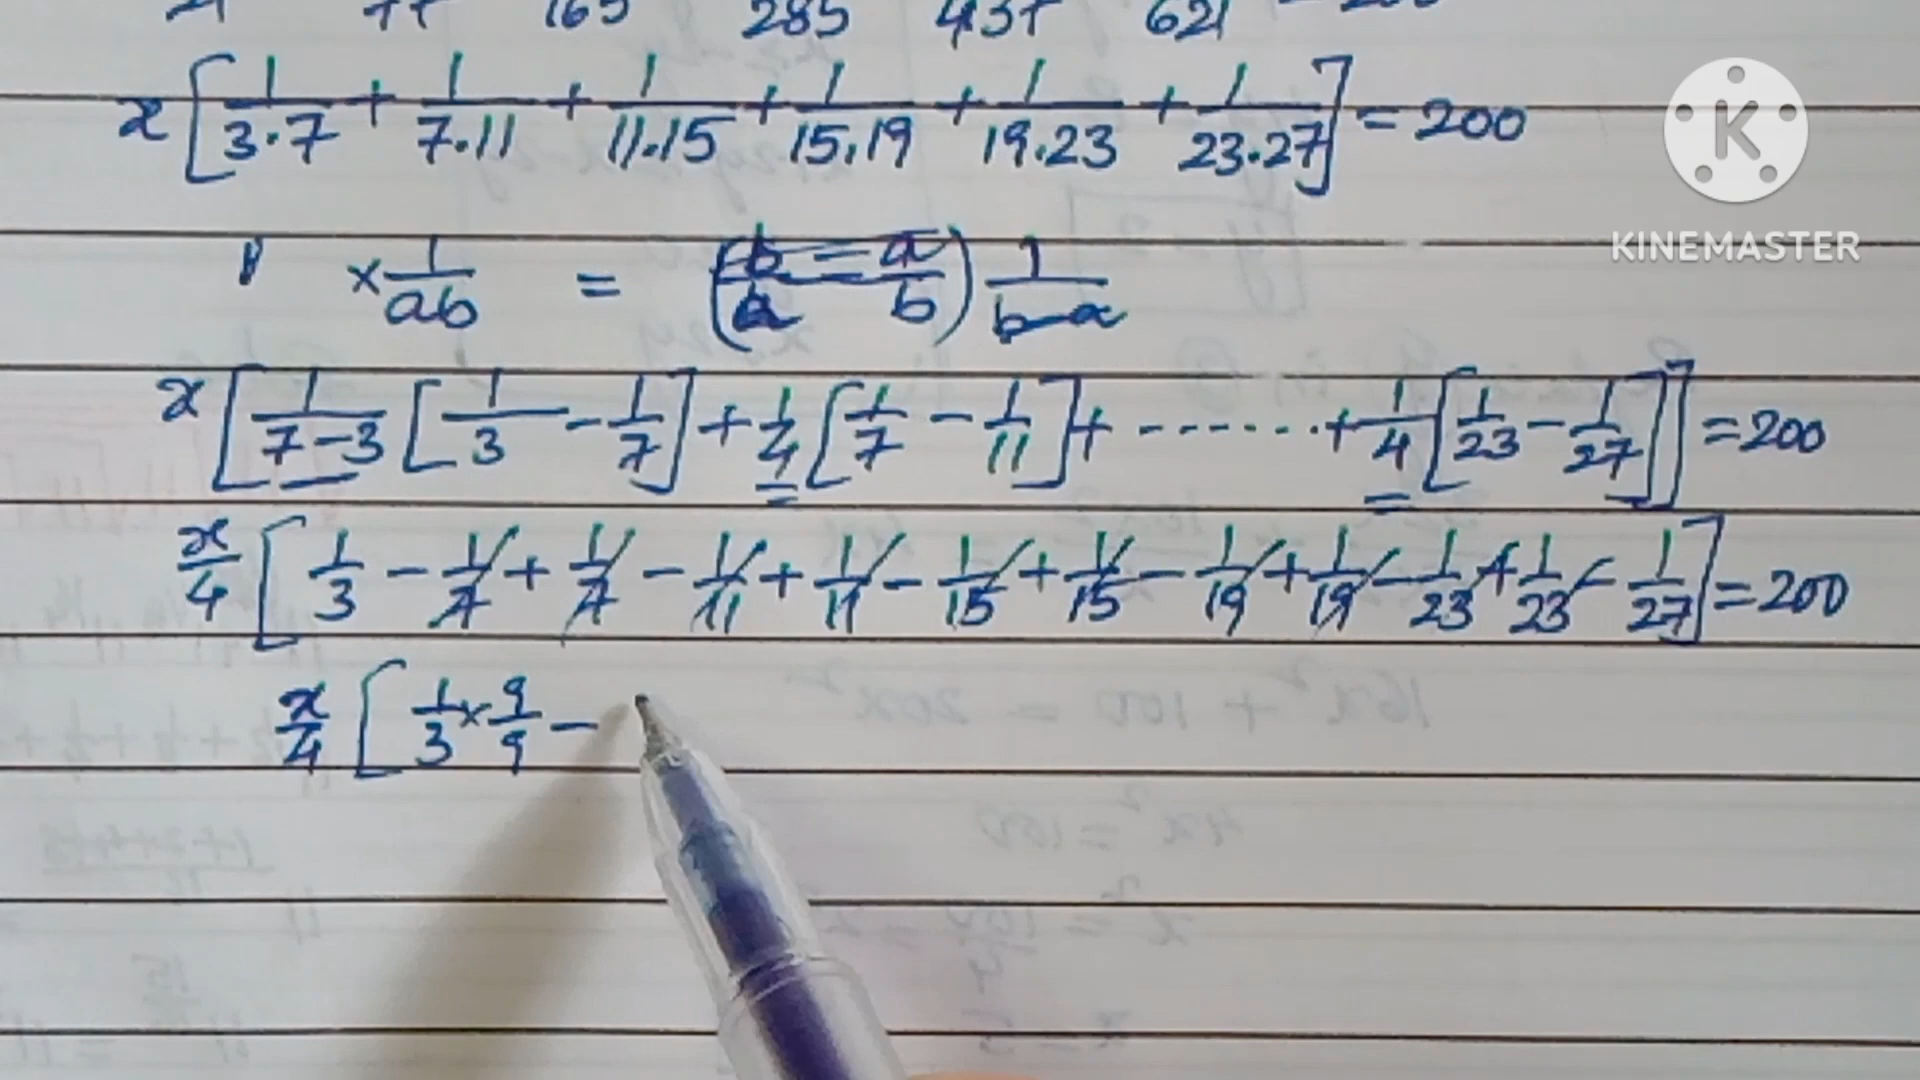 77 165 285 437 621
x[1/3·7 + 1/7·11 + 1/11·15 + 1/15·19 + 1/19·23 + 1/23·27] = 200
K
KINEMASTER
× 1/ab = (b-a / a b) 1/b-a
x[1/7-3 [1/3 - 1/7] + 1/4 [1/7 - 1/11] + ------- + 1/4 [1/23 - 1/27]] = 200
x/4 [1/3 - 1/7 + 1/7 - 1/11 + 1/11 - 1/15 + 1/15 - 1/19 + 1/19 - 1/23 + 1/23 - 1/27] = 200
x/4 [1/3 × 9/9 -